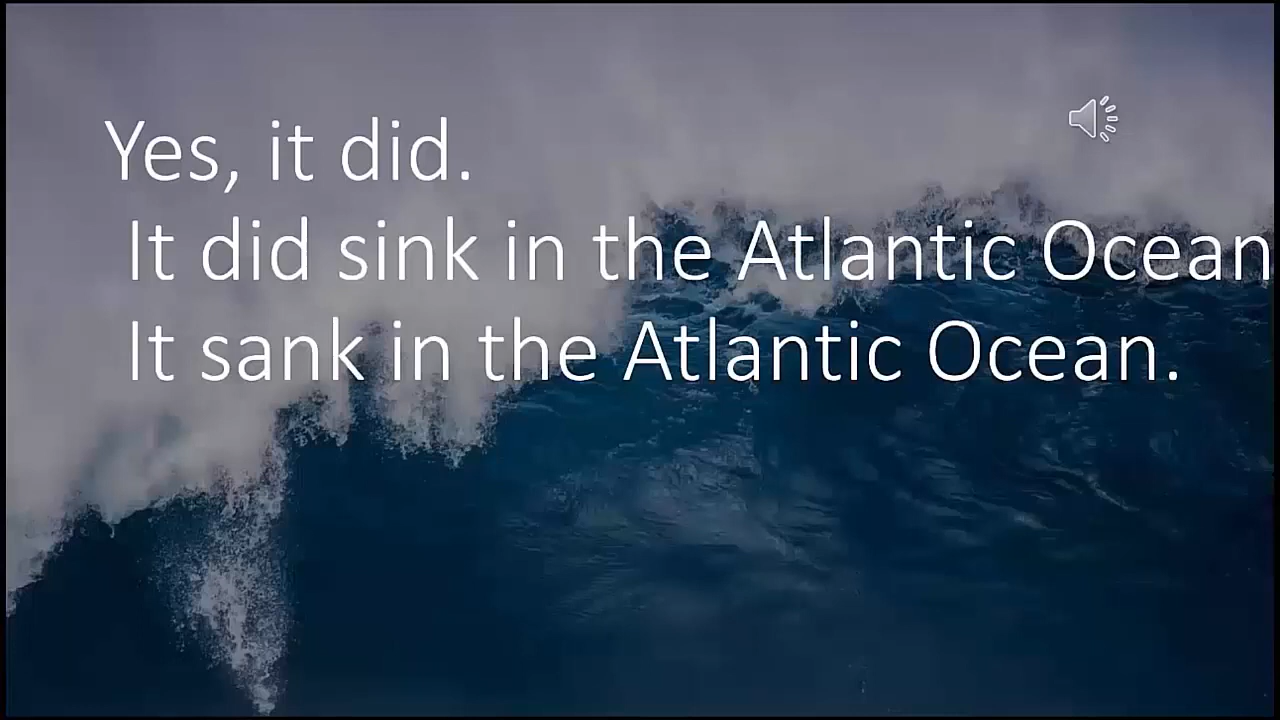 Yes, it did.
It did sink in the Atlantic Ocean
It sank in the Atlantic Ocean.